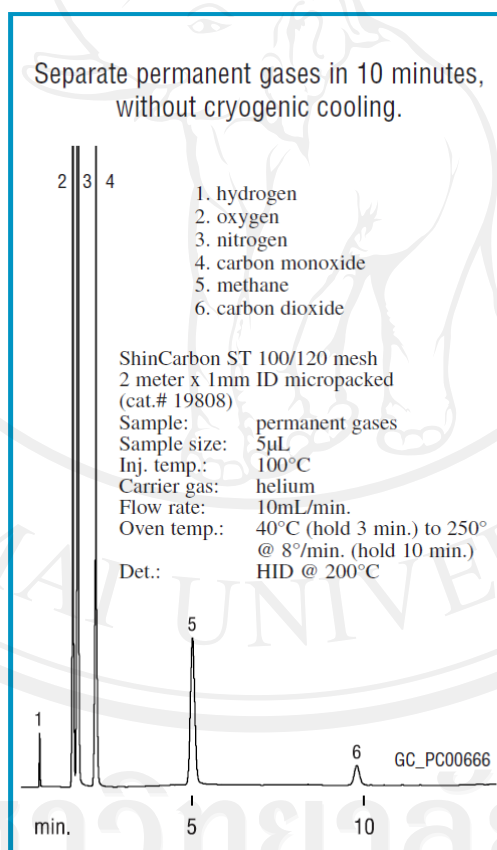 Separate permanent gases in 10 minutes,
without cryogenic cooling.
2 3 4
1. hydrogen
2. oxygen
3. nitrogen
4. carbon monoxide
5. methane
6. carbon dioxide
ShinCarbon ST 100/120 mesh
2 meter x 1mm ID micropacked
(cat.# 19808)
Sample: permanent gases
Sample size: 5µL
Inj. temp.: 100°C
Carrier gas: helium
Flow rate: 10mL/min.
Oven temp.: 40°C (hold 3 min.) to 250°
@ 8°/min. (hold 10 min.)
Det.: HID @ 200°C
5
1
6
GC_PC00666
min. 5 10